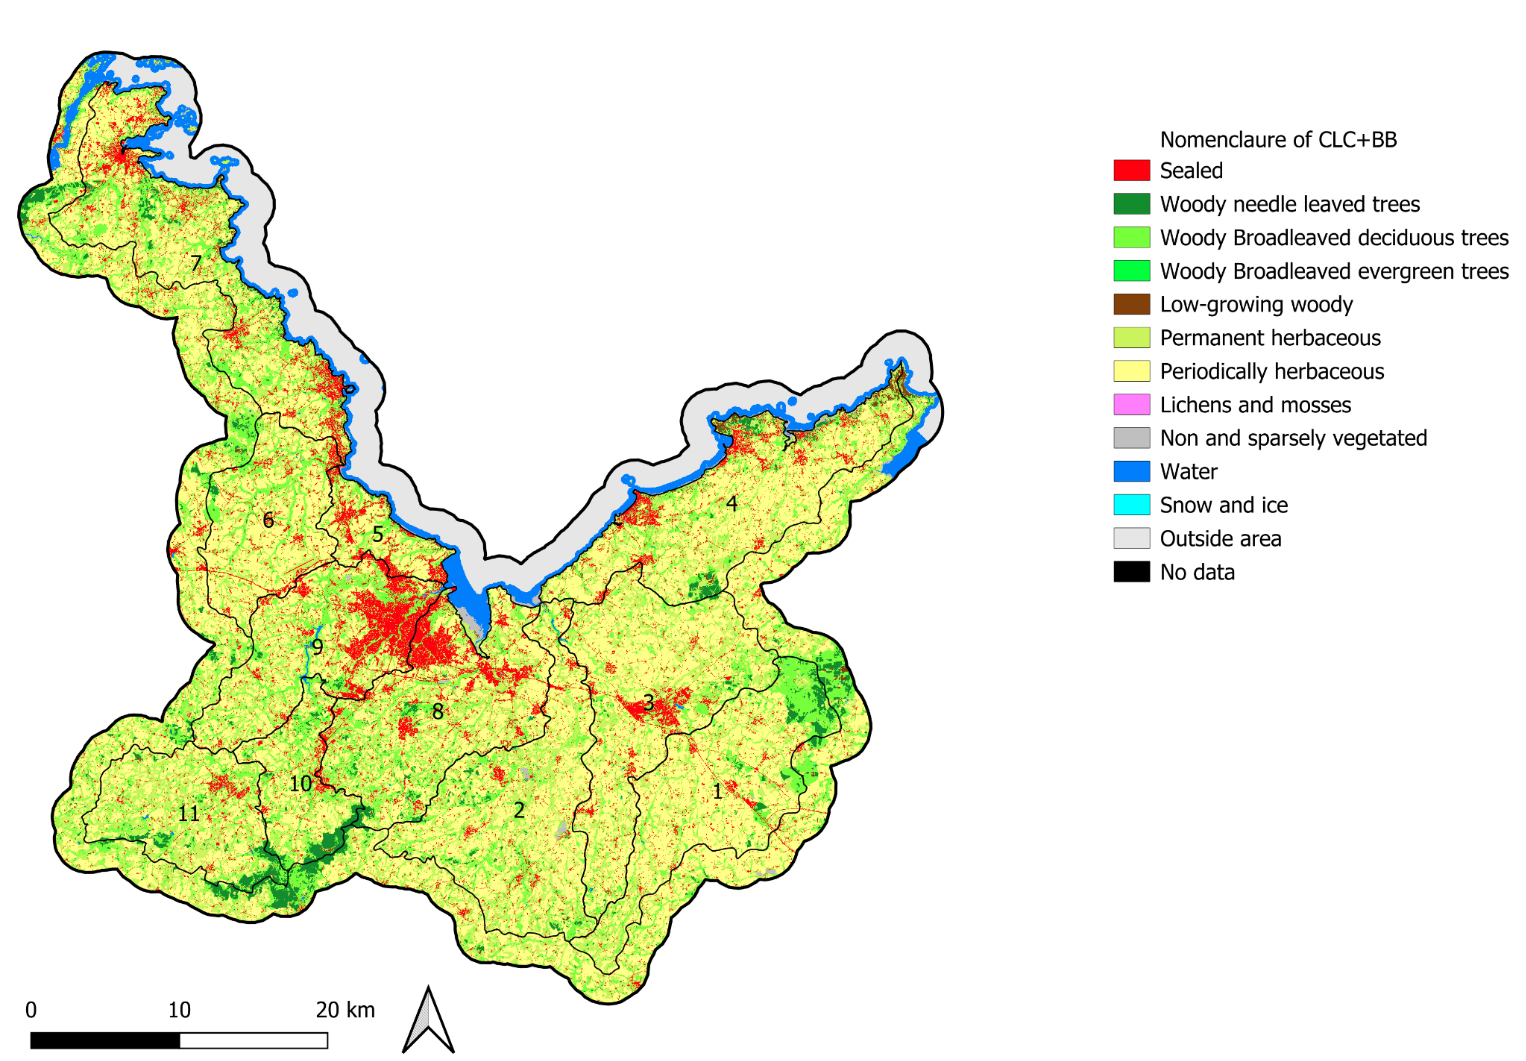 Nomenclaure of CLC+BB
Sealed
Woody needle leaved trees
Woody Broadleaved deciduous trees
Woody Broadleaved evergreen trees
Low-growing woody
Permanent herbaceous
Periodically herbaceous
Lichens and mosses
Non and sparsely vegetated
Water
Snow and ice
Outside area
No data
7
4
6
5
9
3
8
10
1
11
2
0 10 20 km